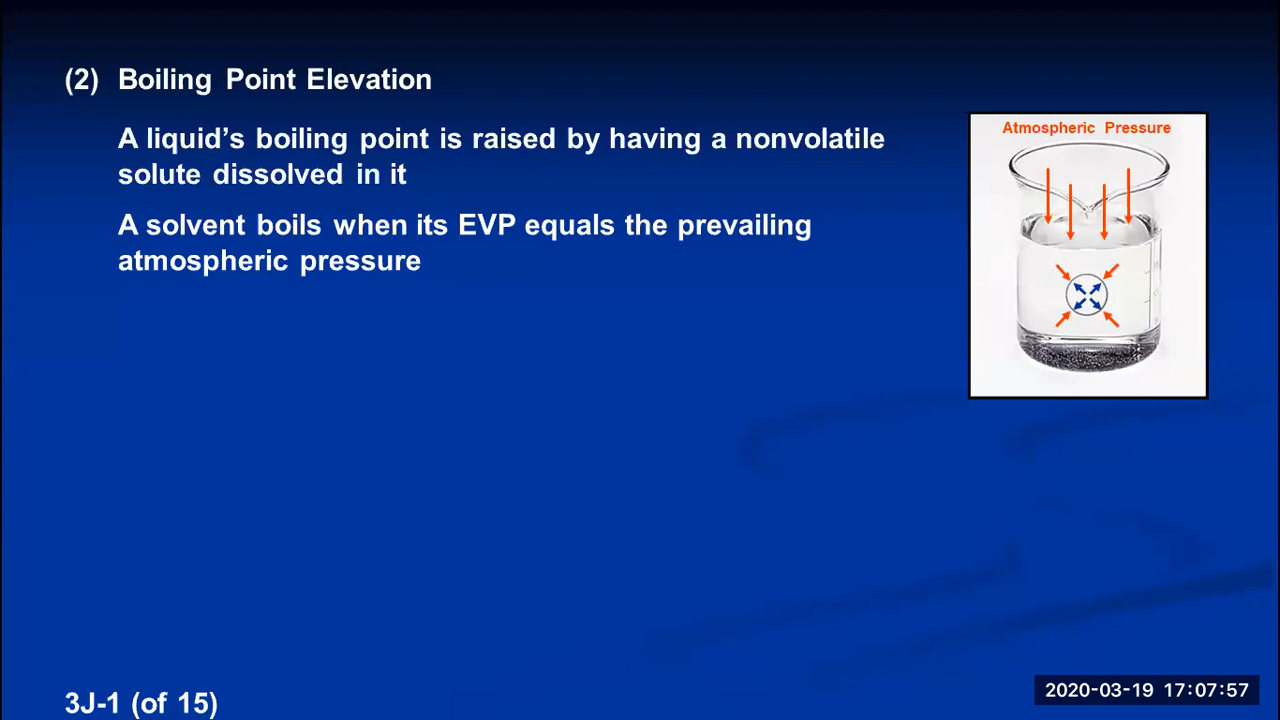 (2) Boiling Point Elevation
A liquid’s boiling point is raised by having a nonvolatile
solute dissolved in it
A solvent boils when its EVP equals the prevailing
atmospheric pressure
Atmospheric Pressure
3J-1 (of 15)
2020-03-19 17:07:57